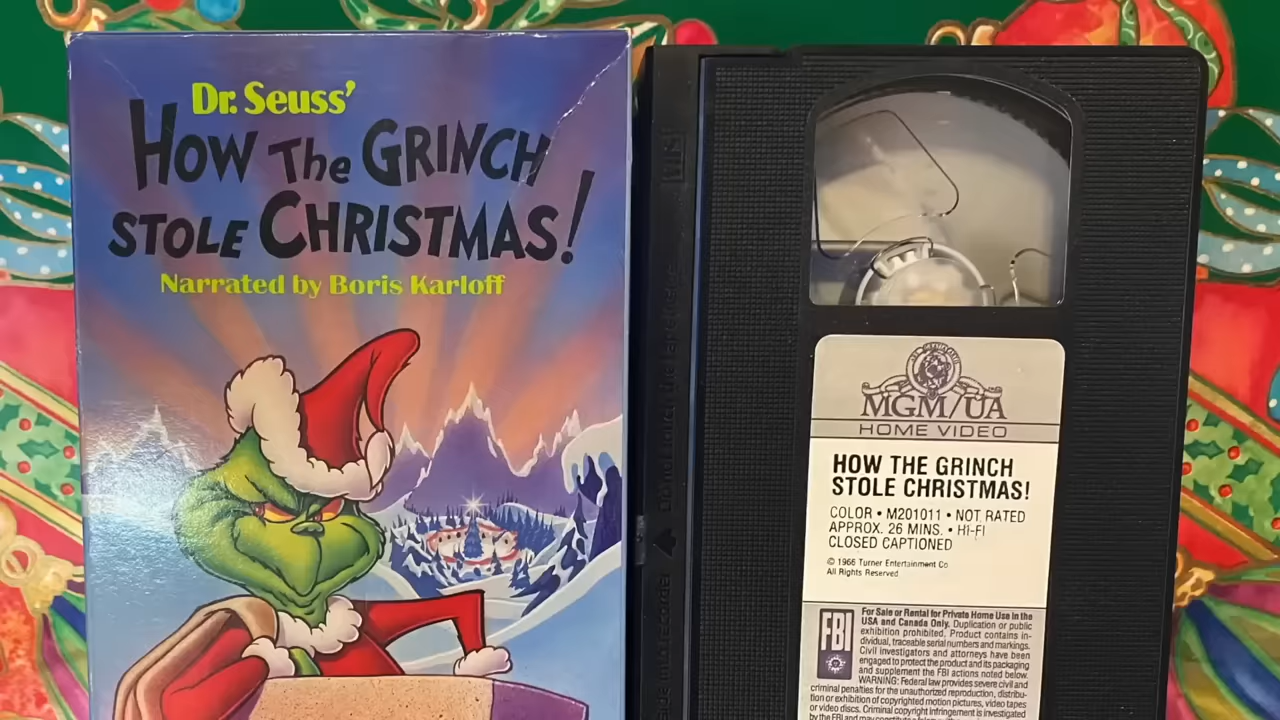 Dr. Seuss'
HOW THE GRINCH
STOLE CHRISTMAS!
Narrated by Boris Karloff
MGM/UA
HOME VIDEO
HOW THE GRINCH
STOLE CHRISTMAS!
COLOR • M201011 • NOT RATED
APPROX. 26 MINS. • HI-FI
CLOSED CAPTIONED
© 1966 Turner Entertainment Co
All Rights Reserved
FBI
For Sale or Rental for Private Home Use in the
USA and Canada Only. Duplication or public
exhibition prohibited. Product contains in-
dividual, traceable serial numbers and markings.
Civil investigators and attorneys have been
engaged to protect the product and its packaging
and supplement the FBI actions noted below.
WARNING: Federal law provides severe civil and
criminal penalties for the unauthorized reproduction, distribu-
tion or exhibition of copyrighted motion pictures, video tapes
or video discs. Criminal copyright infringement is investigated
by the FBI and may constitute a